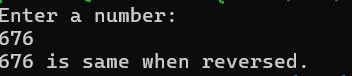 Enter a number:
676
676 is same when reversed.